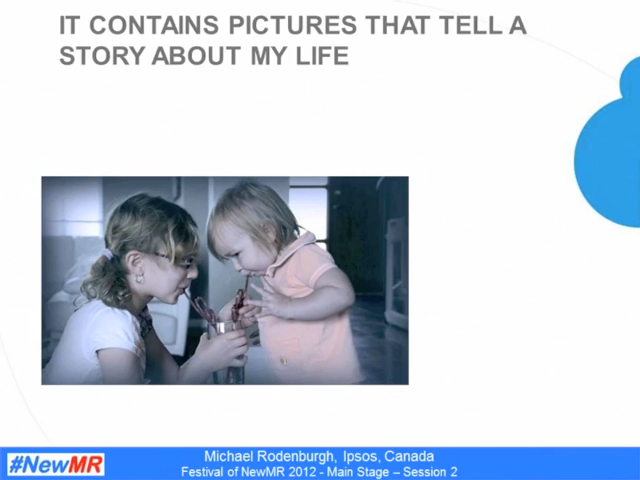 IT CONTAINS PICTURES THAT TELL A
STORY ABOUT MY LIFE
#NewMR
Michael Rodenburgh, Ipsos, Canada
Festival of NewMR 2012 - Main Stage – Session 2